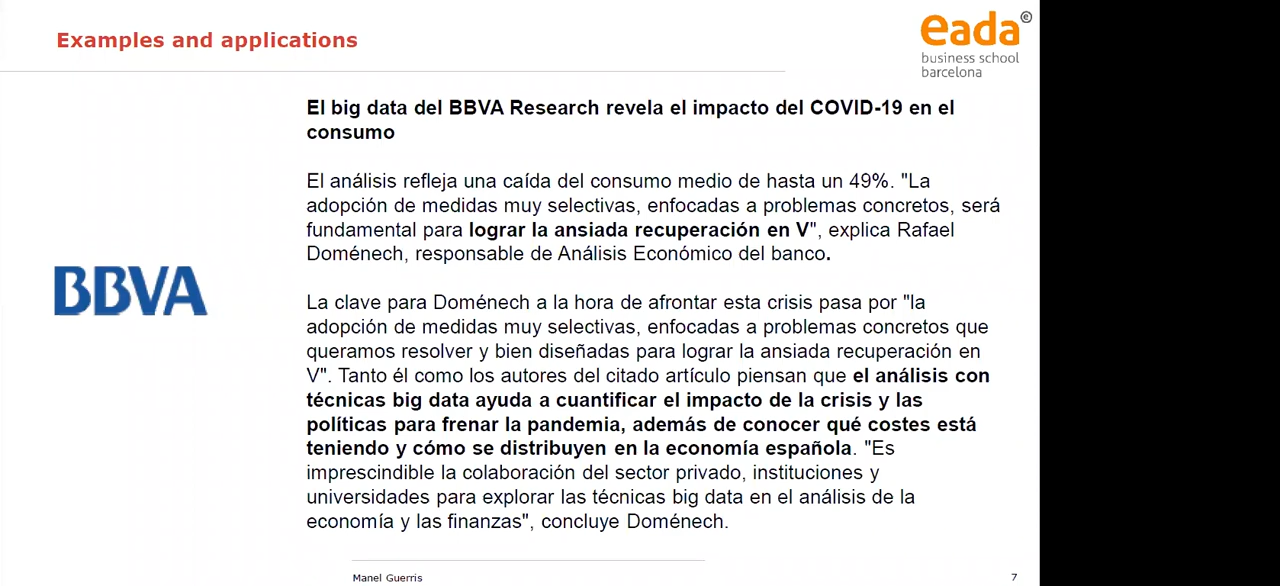 Examples and applications
eada
business school
barcelona
El big data del BBVA Research revela el impacto del COVID-19 en el
consumo
El análisis refleja una caída del consumo medio de hasta un 49%. "La
adopción de medidas muy selectivas, enfocadas a problemas concretos, será
fundamental para lograr la ansiada recuperación en V", explica Rafael
Doménech, responsable de Análisis Económico del banco.
BBVA
La clave para Doménech a la hora de afrontar esta crisis pasa por "la
adopción de medidas muy selectivas, enfocadas a problemas concretos que
queramos resolver y bien diseñadas para lograr la ansiada recuperación en
V". Tanto él como los autores del citado artículo piensan que el análisis con
técnicas big data ayuda a cuantificar el impacto de la crisis y las
políticas para frenar la pandemia, además de conocer qué costes está
teniendo y cómo se distribuyen en la economía española. "Es
imprescindible la colaboración del sector privado, instituciones y
universidades para explorar las técnicas big data en el análisis de la
economía y las finanzas", concluye Doménech.
Manel Guerris
7